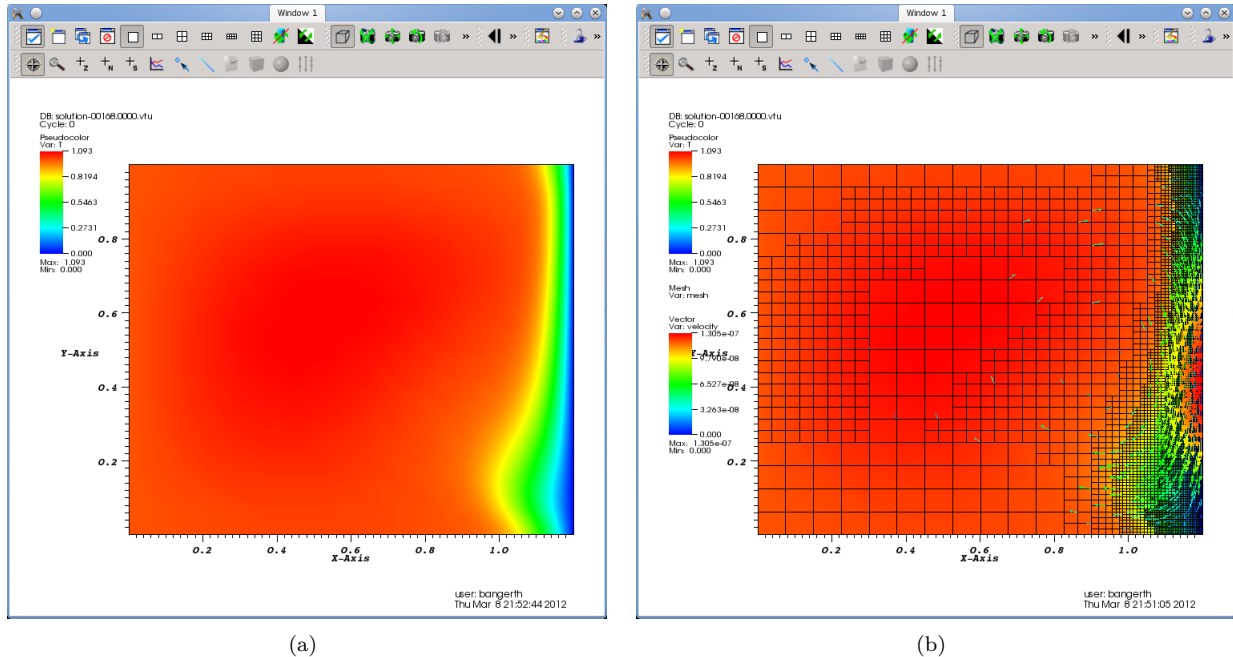 Window 1
DB: solution-00168.0000.vtu
Cycle: 0
Pseudocolor
Var: T
1.093
0.8194
0.5463
0.2731
0.000
Max: 1.093
Min: 0.000
0.8
0.6
Y-Axis
0.4
0.2
0.2
0.4
0.6
0.8
1.0
X-Axis
user: bangerth
Thu Mar 8 21:52:44 2012
(a)
Window 1
DB: solution-00168.0000.vtu
Cycle: 0
Pseudocolor
Var: T
1.093
0.8194
0.5463
0.2731
0.000
Max: 1.093
Min: 0.000
Mesh
Var: mesh
Vector
Var: velocity
1.305e-07
9.790e-08
6.527e-08
3.263e-08
0.000
Max: 1.305e-07
Min: 0.000
0.8
0.6
Y-Axis
0.4
0.2
0.2
0.4
0.6
0.8
1.0
X-Axis
user: bangerth
Thu Mar 8 21:51:05 2012
(b)